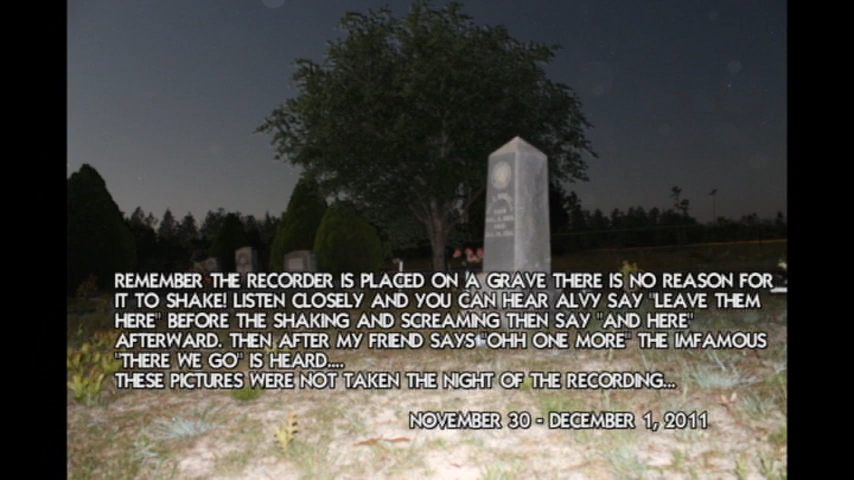 REMEMBER THE RECORDER IS PLACED ON A GRAVE THERE IS NO REASON FOR
IT TO SHAKE! LISTEN CLOSELY AND YOU CAN HEAR ALVY SAY "LEAVE THEM
HERE" BEFORE THE SHAKING AND SCREAMING THEN SAY "AND HERE"
AFTERWARD. THEN AFTER MY FRIEND SAYS "OHH ONE MORE" THE IMFAMOUS
"THERE WE GO" IS HEARD....
THESE PICTURES WERE NOT TAKEN THE NIGHT OF THE RECORDING...
NOVEMBER 30 - DECEMBER 1, 2011